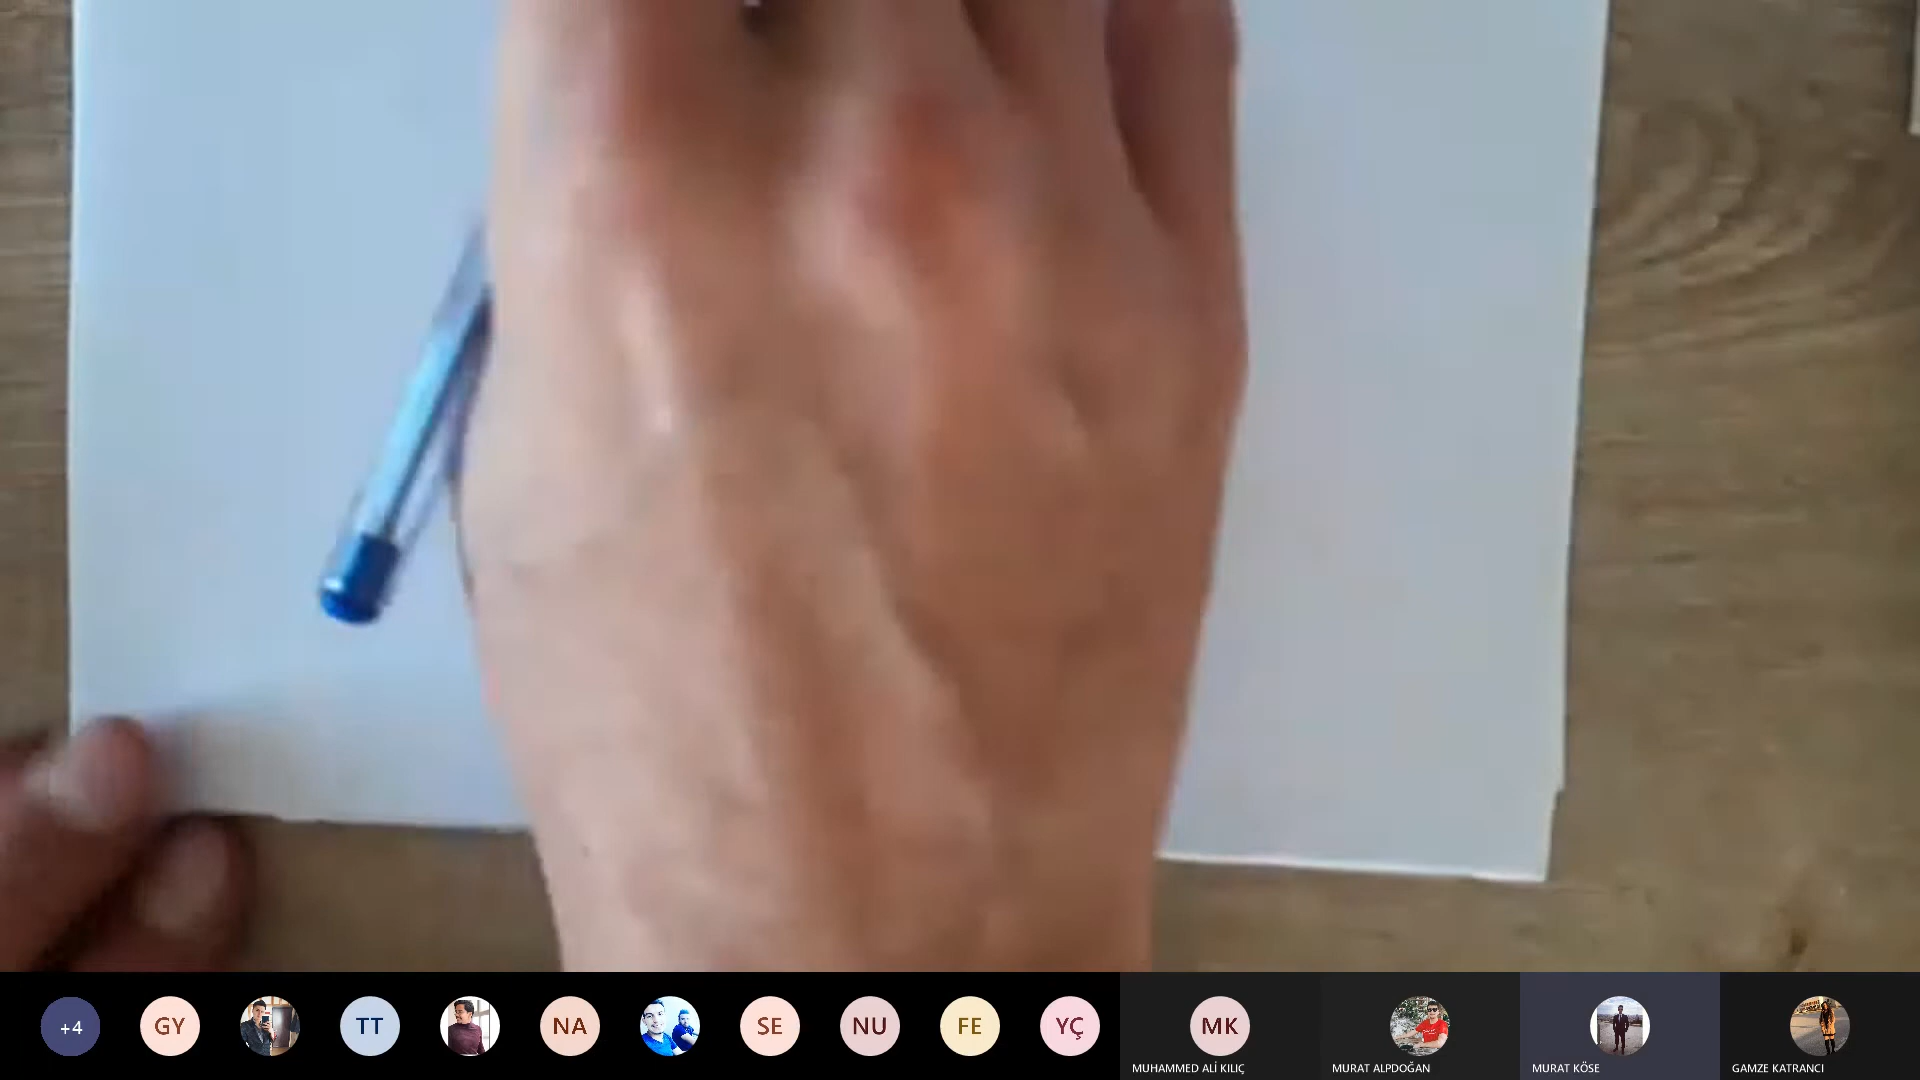 +4
GY
TT
NA
SE
NU
FE
YÇ
MK
MUHAMMED ALİ KILIÇ
MURAT ALPDOĞAN
MURAT KÖSE
GAMZE KATRANCI